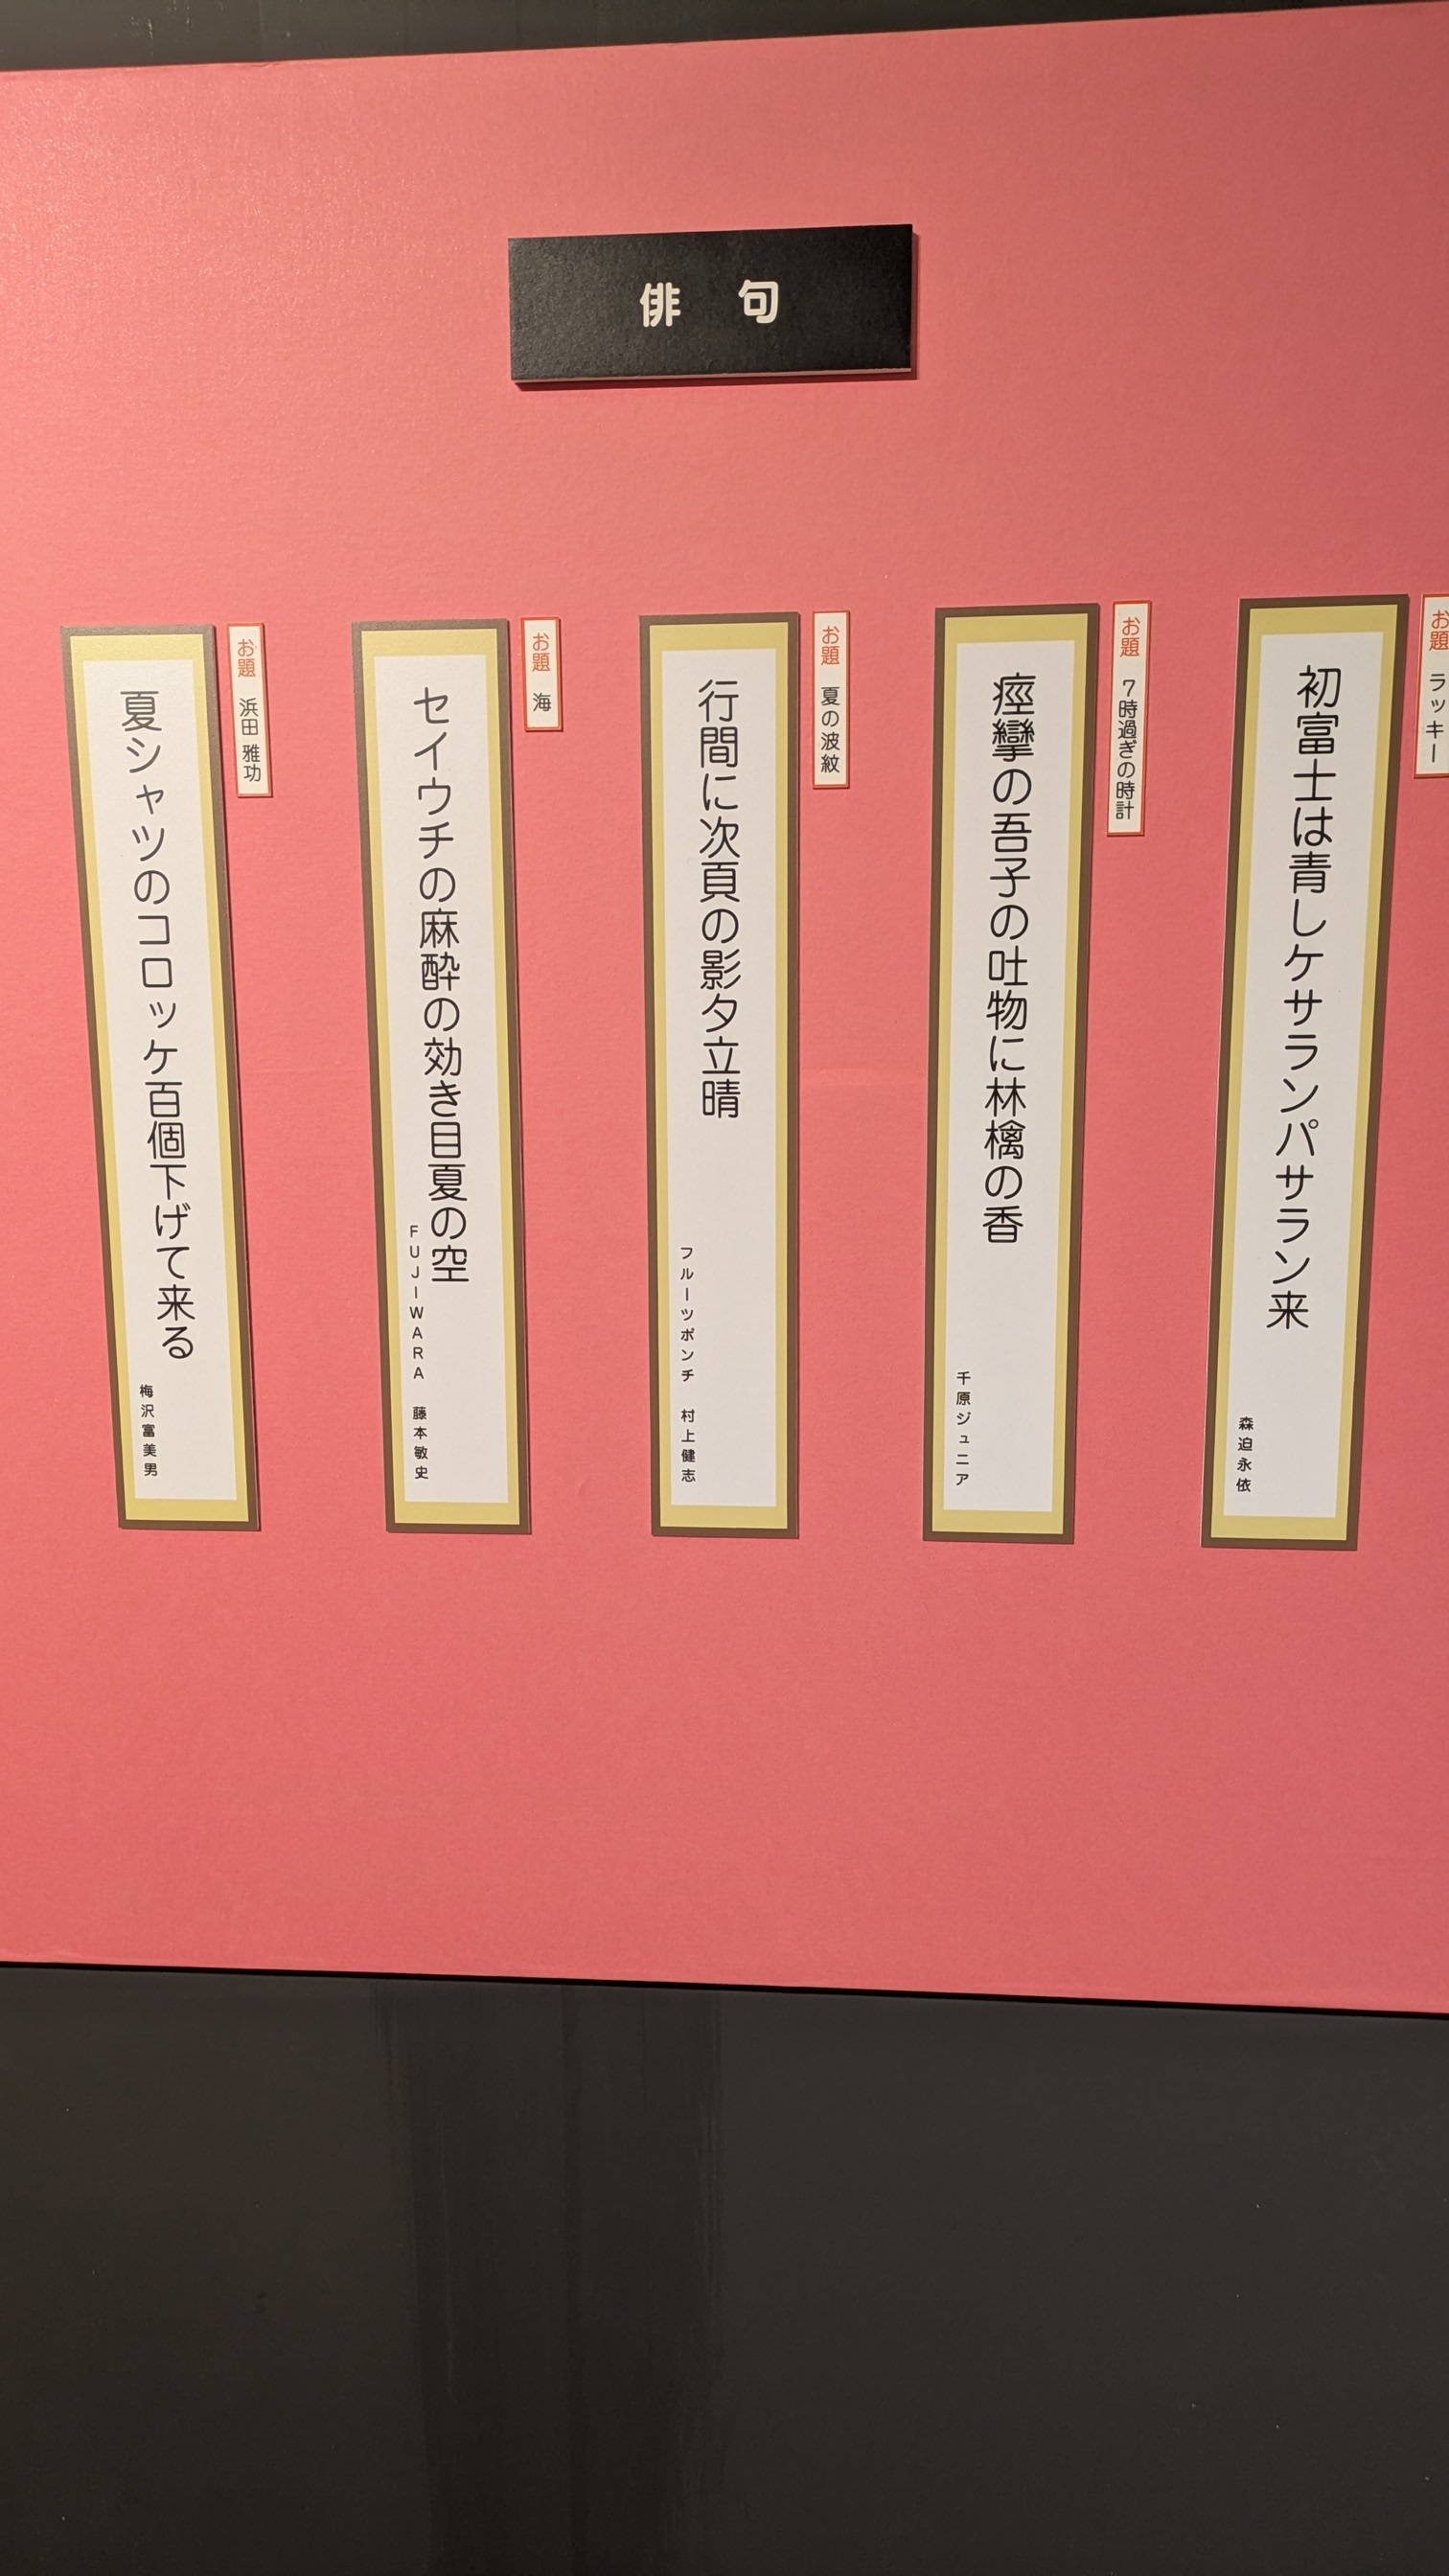 俳句
お題 ラッキー
初富士は青しケサランパサラン来
森迫永依
お題 7時過ぎの時計
痙攣の吾子の吐物に林檎の香
千原ジュニア
お題 夏の波紋
行間に次頁の影夕立晴
フルーツポンチ 村上健志
お題 海
セイウチの麻酔の効き目夏の空
FUJIWARA 藤本敏史
お題 浜田 雅功
夏シャツのコロッケ百個下げて来る
梅沢富美男